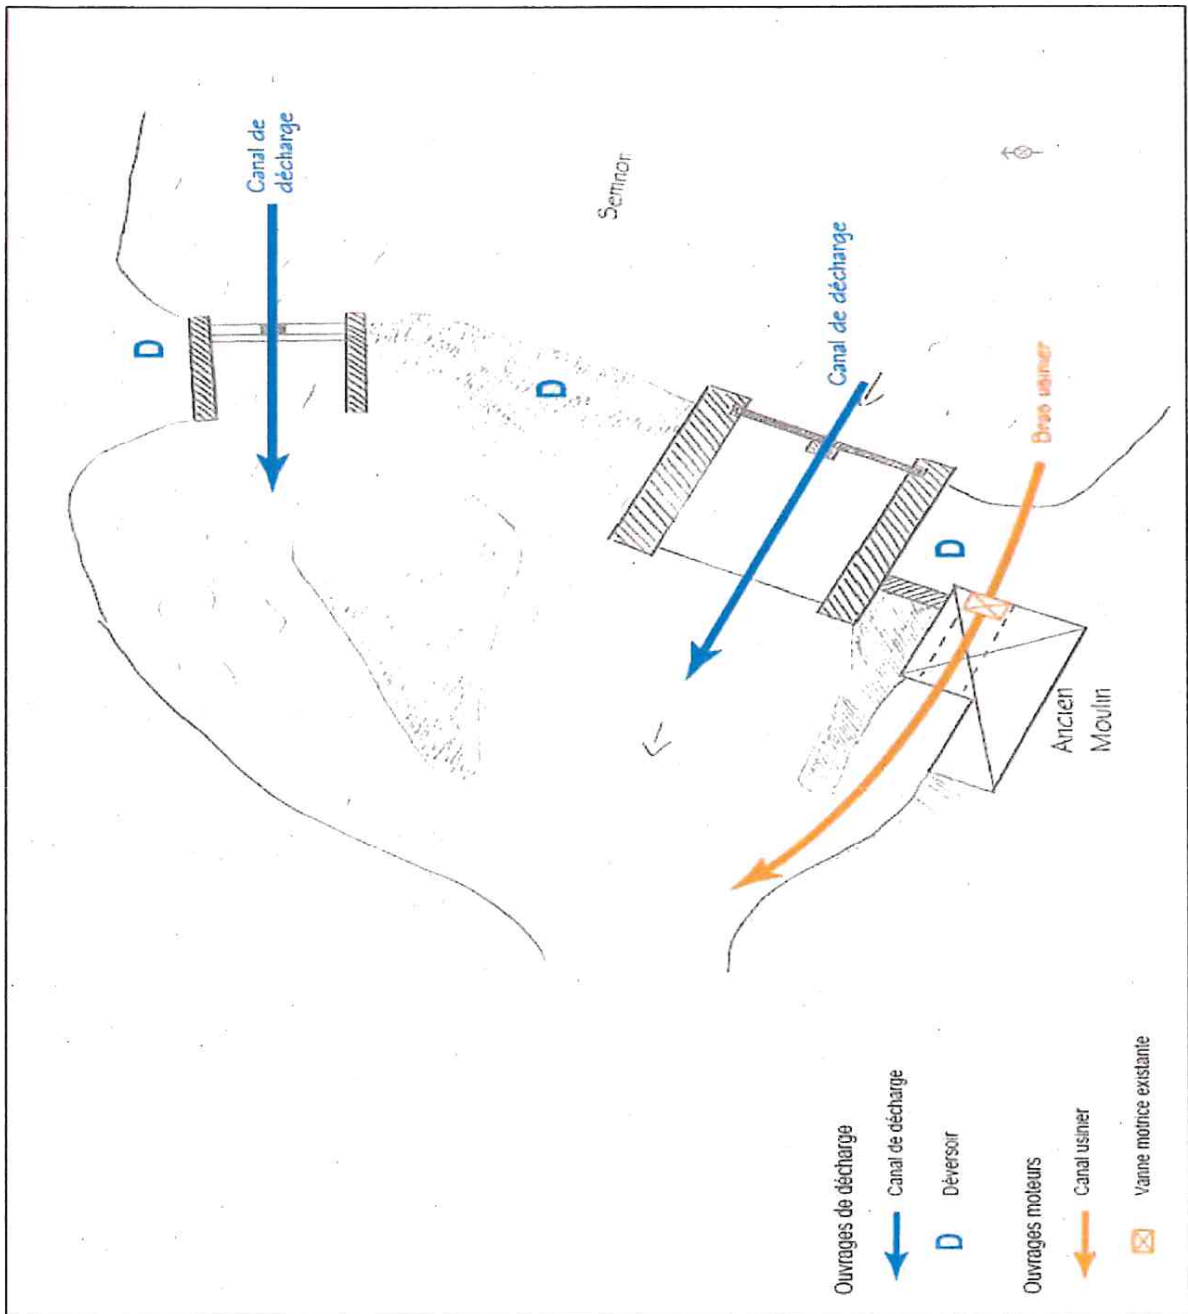 Canal de
décharge
D
Semnon
D
Canal de décharge
Bras usinier
D
Ancien
Moulin
Ouvrages de décharge
Canal de décharge
D Déversoir
Ouvrages moteurs
Canal usinier
Vanne motrice existante